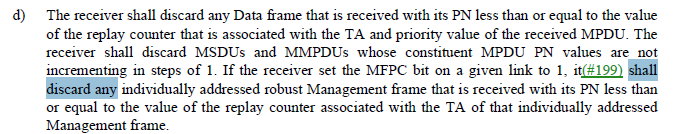 d) The receiver shall discard any Data frame that is received with its PN less than or equal to the value
of the replay counter that is associated with the TA and priority value of the received MPDU. The
receiver shall discard MSDUs and MMPDUs whose constituent MPDU PN values are not
incrementing in steps of 1. If the receiver set the MFPC bit on a given link to 1, it(#199) shall
discard any individually addressed robust Management frame that is received with its PN less than
or equal to the value of the replay counter associated with the TA of that individually addressed
Management frame.